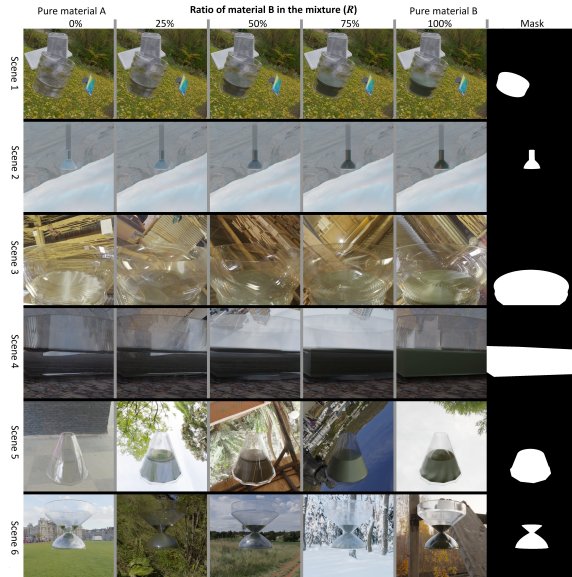 Pure material A
Ratio of material B in the mixture (R)
Pure material B
0%
25%
50%
75%
100%
Mask
Scene 1
Scene 2
Scene 3
Scene 4
Scene 5
Scene 6